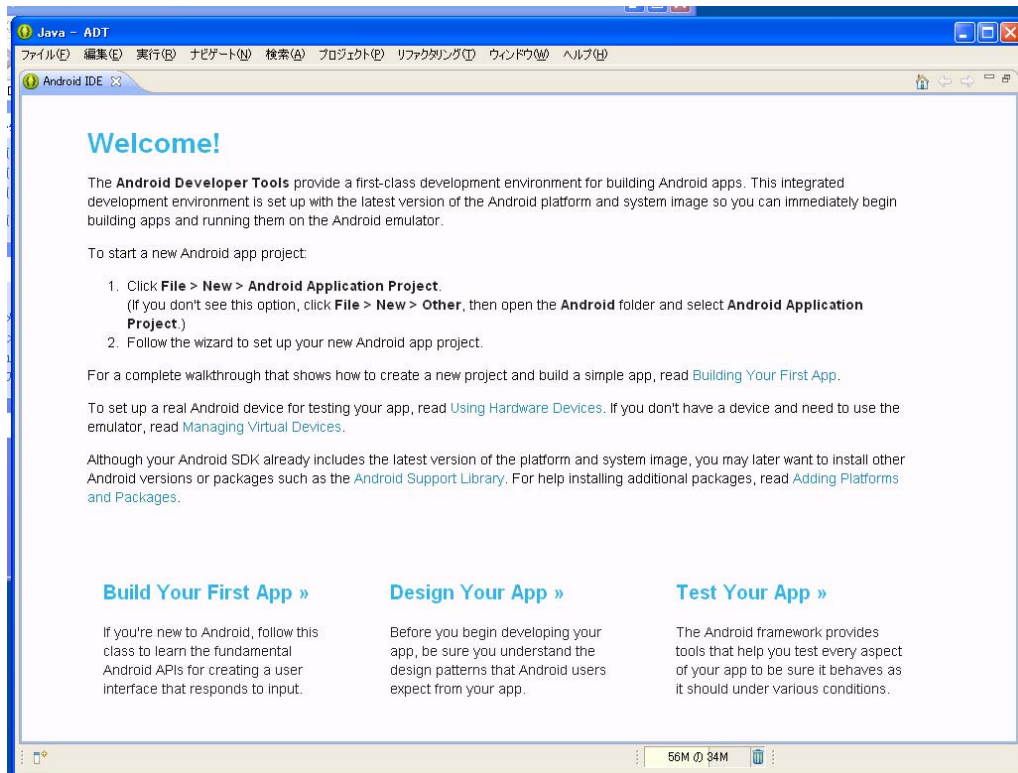 Java - ADT
ファイル(F) 編集(E) 実行(R) ナビゲート(N) 検索(A) プロジェクト(P) リファクタリング(T) ウィンドウ(W) ヘルプ(H)
Android IDE
Welcome!
The Android Developer Tools provide a first-class development environment for building Android apps. This integrated
development environment is set up with the latest version of the Android platform and system image so you can immediately begin
building apps and running them on the Android emulator.
To start a new Android app project:
1. Click File > New > Android Application Project.
(If you don't see this option, click File > New > Other, then open the Android folder and select Android Application
Project.)
2. Follow the wizard to set up your new Android app project.
For a complete walkthrough that shows how to create a new project and build a simple app, read Building Your First App.
To set up a real Android device for testing your app, read Using Hardware Devices. If you don't have a device and need to use the
emulator, read Managing Virtual Devices.
Although your Android SDK already includes the latest version of the platform and system image, you may later want to install other
Android versions or packages such as the Android Support Library. For help installing additional packages, read Adding Platforms
and Packages.
Build Your First App »
If you're new to Android, follow this
class to learn the fundamental
Android APIs for creating a user
interface that responds to input.
Design Your App »
Before you begin developing your
app, be sure you understand the
design patterns that Android users
expect from your app.
Test Your App »
The Android framework provides
tools that help you test every aspect
of your app to be sure it behaves as
it should under various conditions.
56M の 34M